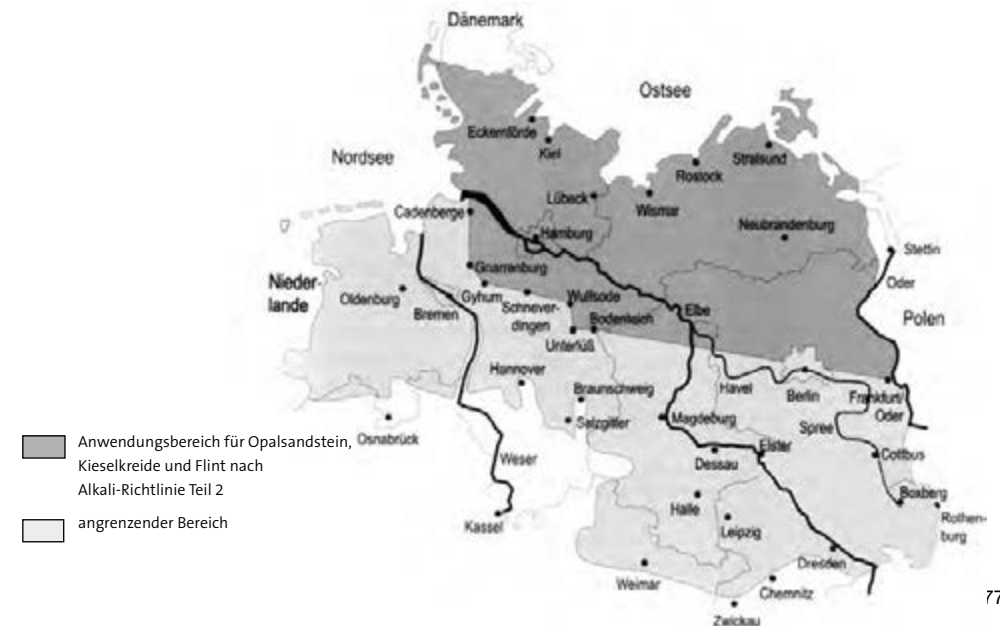 Dänemark
Ostsee
Nordsee
Eckernförde
Kiel
Stralsund
Rostock
Lübeck
Wismar
Cadenberge
Hamburg
Neubrandenburg
Stettin
Gnarrenburg
Nieder-
lande
Oder
Oldenburg
Gyhum
Wulfsode
Bremen
Schnever-
dingen
Elbe
Polen
Bodenteich
Unterlüß
Hannover
Braunschweig
Havel
Berlin
Frankfurt/
Oder
Salzgitter
Magdeburg
Osnabrück
Spree
Anwendungsbereich für Opalsandstein,
Kieselkreide und Flint nach
Alkali-Richtlinie Teil 2
Weser
Elster
Dessau
Cottbus
angrenzender Bereich
Kassel
Halle
Boxberg
Leipzig
Rothen-
burg
Dresden
Weimar
Chemnitz
Zwickau
77